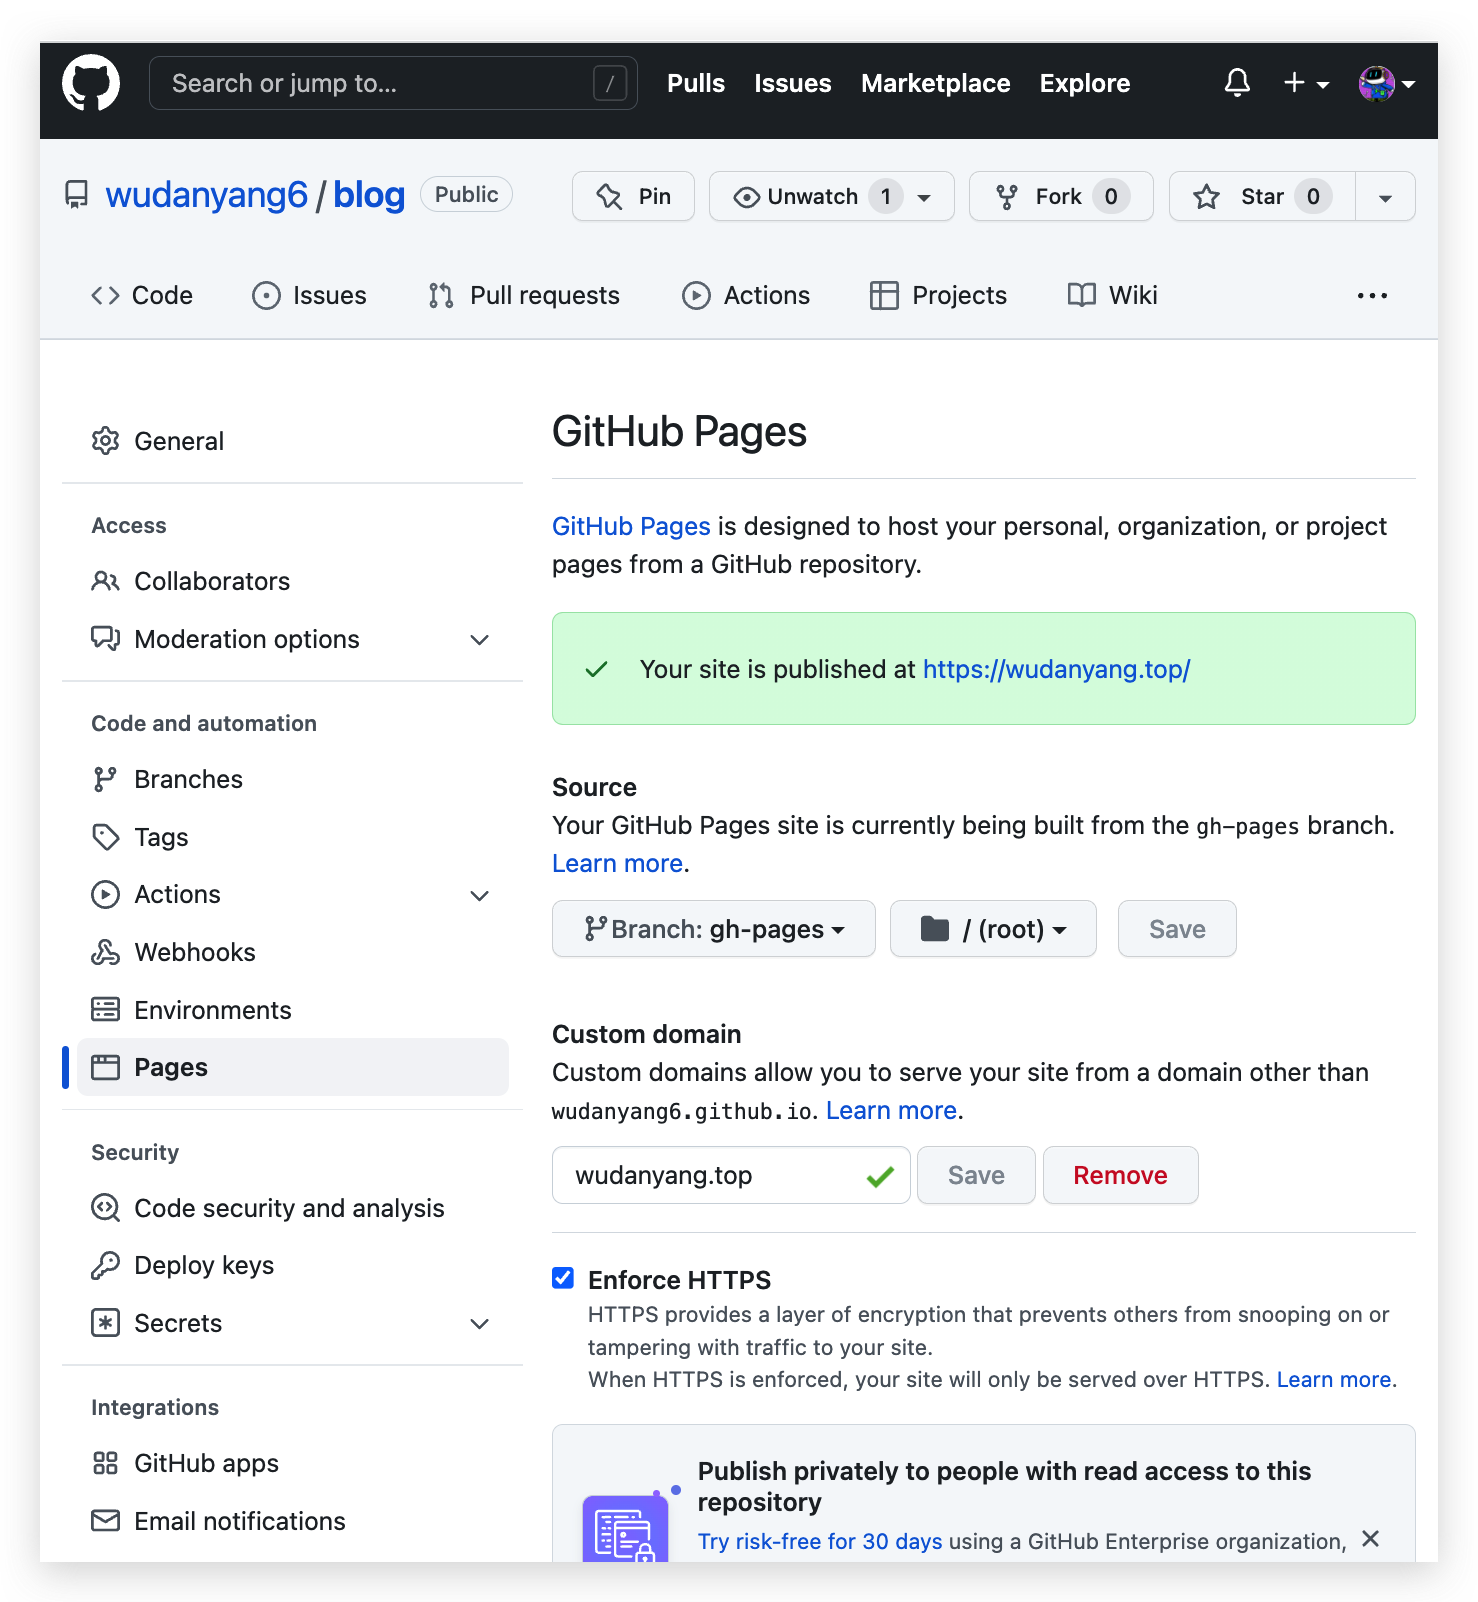 Search or jump to... /
Pulls Issues Marketplace Explore
wudanyang6 / blog Public
Pin Unwatch 1 Fork 0 Star 0
Code Issues Pull requests Actions Projects Wiki
General
Access
Collaborators
Moderation options
Code and automation
Branches
Tags
Actions
Webhooks
Environments
Pages
Security
Code security and analysis
Deploy keys
Secrets
Integrations
GitHub apps
Email notifications
GitHub Pages
GitHub Pages is designed to host your personal, organization, or project
pages from a GitHub repository.
Your site is published at https://wudanyang.top/
Source
Your GitHub Pages site is currently being built from the gh-pages branch.
Learn more.
Branch: gh-pages / (root) Save
Custom domain
Custom domains allow you to serve your site from a domain other than
wudanyang6.github.io. Learn more.
wudanyang.top Save Remove
Enforce HTTPS
HTTPS provides a layer of encryption that prevents others from snooping on or
tampering with traffic to your site.
When HTTPS is enforced, your site will only be served over HTTPS. Learn more.
Publish privately to people with read access to this
repository
Try risk-free for 30 days using a GitHub Enterprise organization,